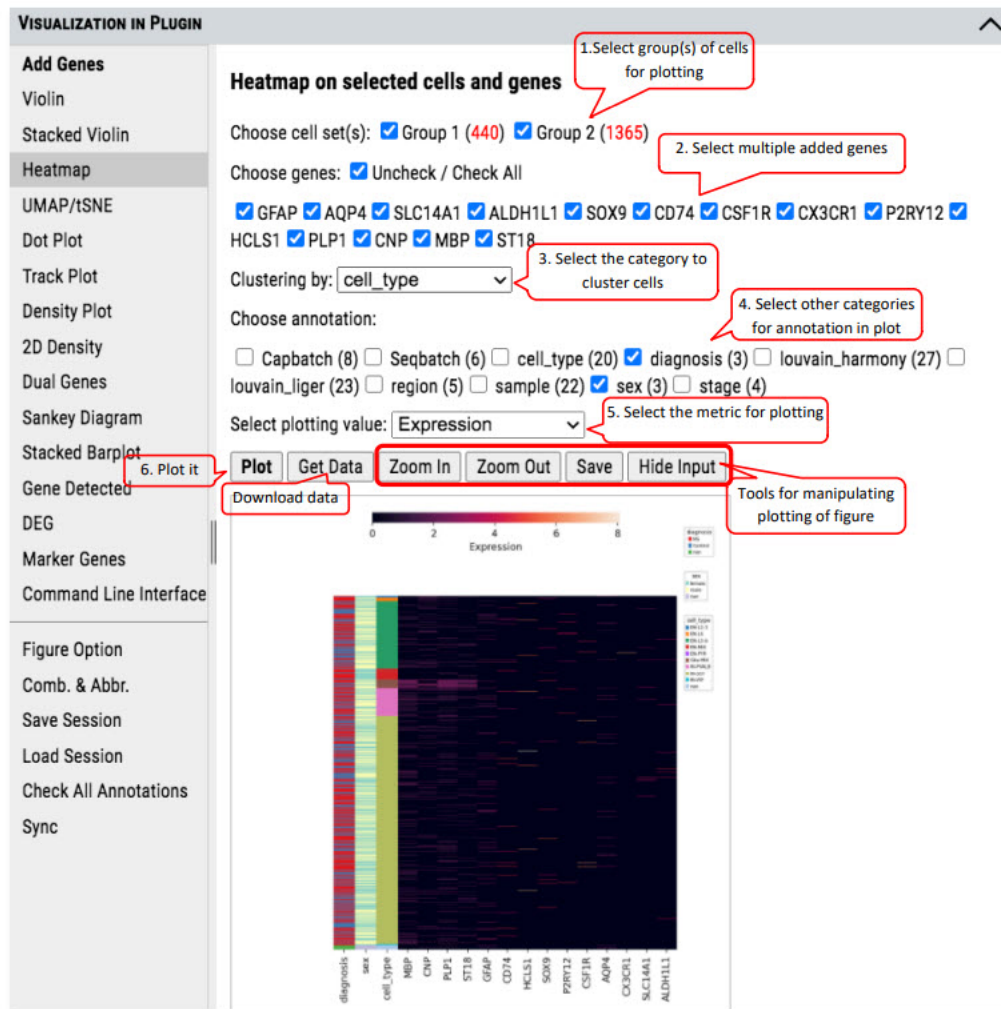 VISUALIZATION IN PLUGIN
Add Genes
Violin
Stacked Violin
Heatmap
UMAP/tSNE
Dot Plot
Track Plot
Density Plot
2D Density
Dual Genes
Sankey Diagram
Stacked Barplot
Gene Detected
DEG
Marker Genes
Command Line Interface
Figure Option
Comb. & Abbr.
Save Session
Load Session
Check All Annotations
Sync
1.Select group(s) of cells
for plotting
Heatmap on selected cells and genes
Choose cell set(s): Group 1 (440) Group 2 (1365)
2. Select multiple added genes
Choose genes: Uncheck / Check All
GFAP AQP4 SLC14A1 ALDH1L1 SOX9 CD74 CSF1R CX3CR1 P2RY12
HCLS1 PLP1 CNP MBP ST18
3. Select the category to
cluster cells
Clustering by: cell_type
4. Select other categories
for annotation in plot
Choose annotation:
Capbatch (8) Seqbatch (6) cell_type (20) diagnosis (3) louvain_harmony (27)
louvain_liger (23) region (5) sample (22) sex (3) stage (4)
5. Select the metric for plotting
Select plotting value: Expression
6. Plot it
Plot Get Data Zoom In Zoom Out Save Hide Input
Download data
Tools for manipulating
plotting of figure
0 2 4 6 8
Expression
diagnosis
sex
cell_type
diagnosis sex cell_type MBP CNP PLP1 ST18 GFAP CD74 HCLS1 SOX9 P2RY12 CSF1R AQP4 CX3CR1 SLC14A1 ALDH1L1